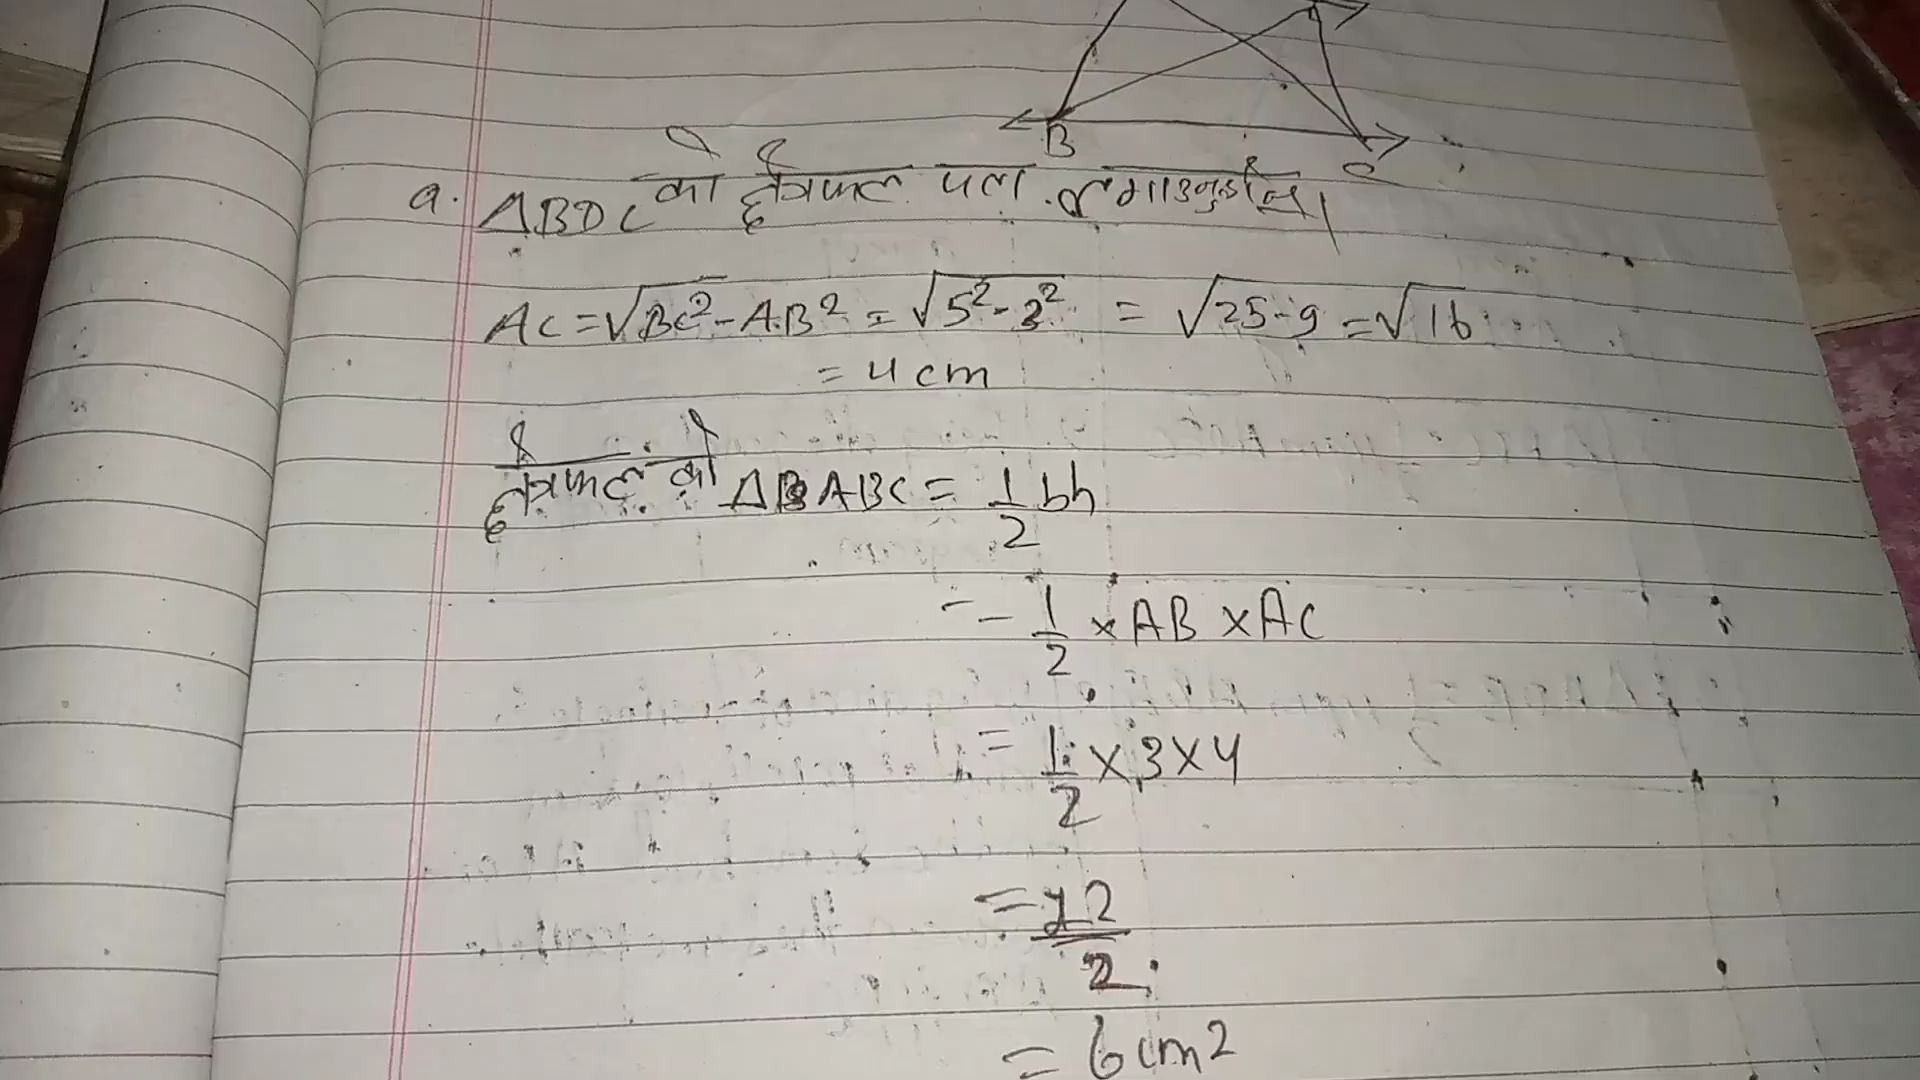 B
C
a. ΔBDC को क्षेत्रफल पत्ता लगाउनुहोस्।
AC = √BC² - AB² = √5² - 3² = √25 - 9 = √16
= 4 cm
क्षेत्रफल को Δ ABC = 1/2 bh
= 1/2 × AB × AC
= 1/2 × 3 × 4
= 12/2
= 6 cm2